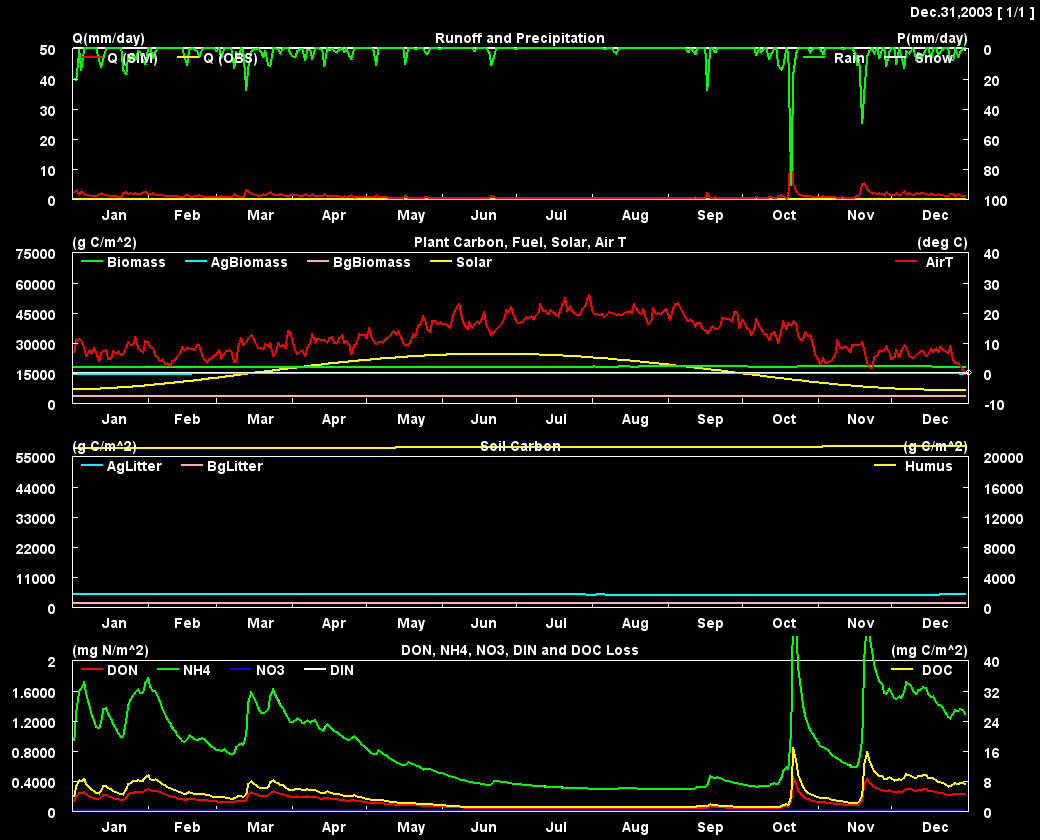 Dec.31,2003 [ 1/1 ]
Q(mm/day) Runoff and Precipitation P(mm/day)
50 0
Q (SIM) Q (OBS) Rain Snow
40 20
30 40
20 60
10 80
0 100
Jan Feb Mar Apr May Jun Jul Aug Sep Oct Nov Dec
(g C/m^2) Plant Carbon, Fuel, Solar, Air T (deg C)
75000 40
Biomass AgBiomass BgBiomass Solar AirT
60000 30
45000 20
30000 10
15000 0
0 -10
Jan Feb Mar Apr May Jun Jul Aug Sep Oct Nov Dec
(g C/m^2) Soil Carbon (g C/m^2)
55000 20000
AgLitter BgLitter Humus
44000 16000
33000 12000
22000 8000
11000 4000
0 0
Jan Feb Mar Apr May Jun Jul Aug Sep Oct Nov Dec
(mg N/m^2) DON, NH4, NO3, DIN and DOC Loss (mg C/m^2)
2 40
DON NH4 NO3 DIN DOC
1.6000 32
1.2000 24
0.8000 16
0.4000 8
0 0
Jan Feb Mar Apr May Jun Jul Aug Sep Oct Nov Dec